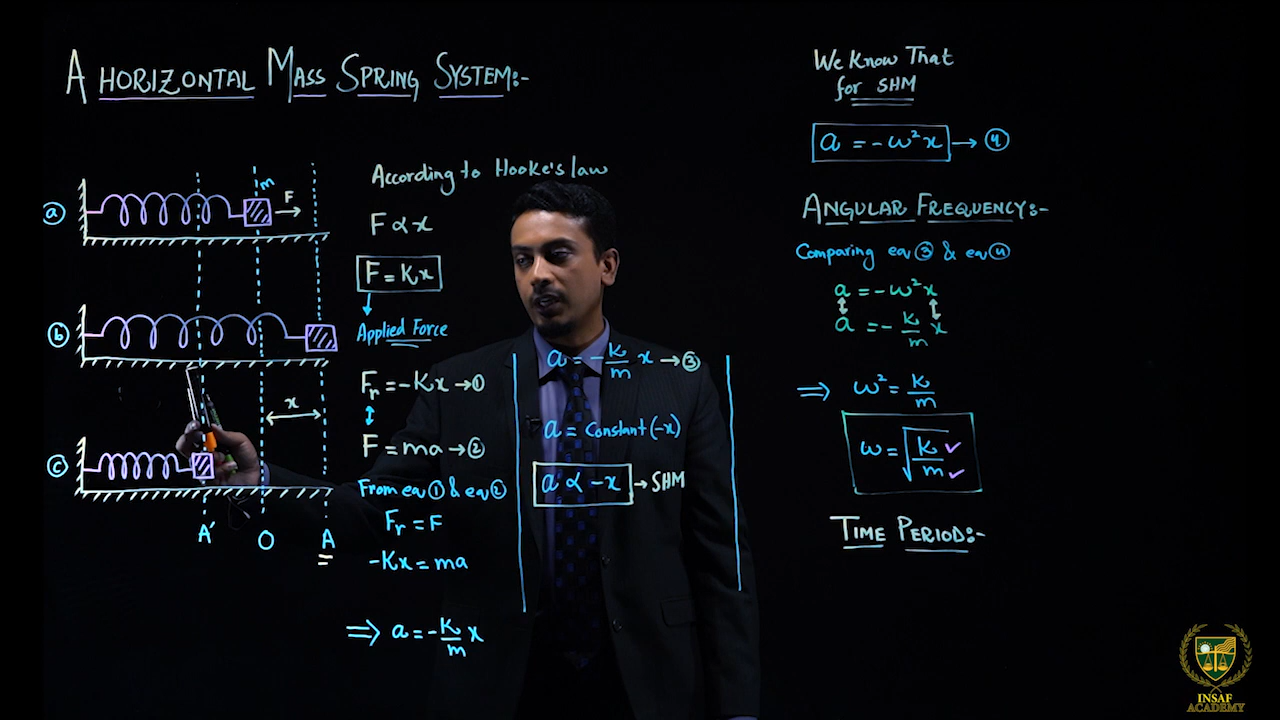 A HORIZONTAL MASS SPRING SYSTEM:-
a
m
F
b
x
c
A' O A
According to Hooke's law
F ∝ x
F = Kx
Applied Force
Fr = -Kx → 1
F = ma → 2
From eq 1 & eq 2
Fr = F
-Kx = ma
⇒ a = -K/m x
a = -K/m x → 3
a = Constant (-x)
a ∝ -x → SHM
We Know That
for SHM
a = -ω²x → 4
ANGULAR FREQUENCY:-
Comparing eq 3 & eq 4
a = -ω²x
a = -K/m x
⇒ ω² = K/m
ω = √K/m
TIME PERIOD:-
INSAF
ACADEMY